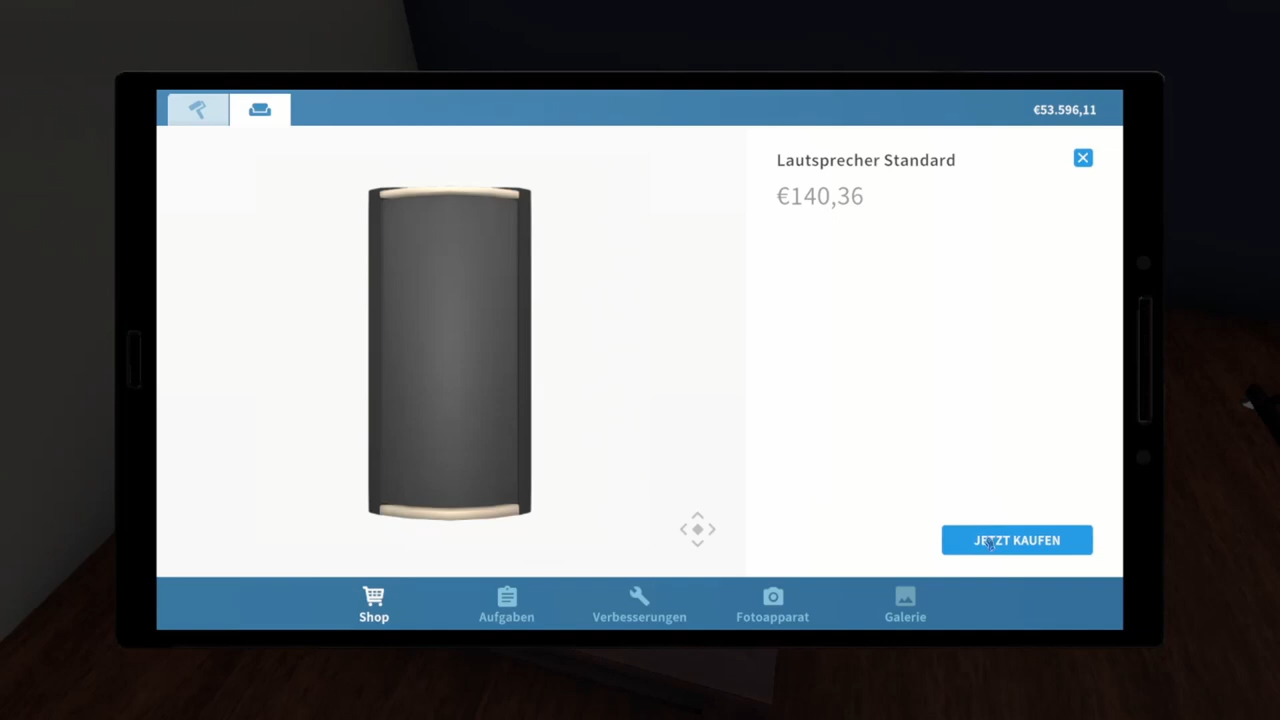 €53.596,11
Lautsprecher Standard
€140,36
JETZT KAUFEN
Shop
Aufgaben
Verbesserungen
Fotoapparat
Galerie